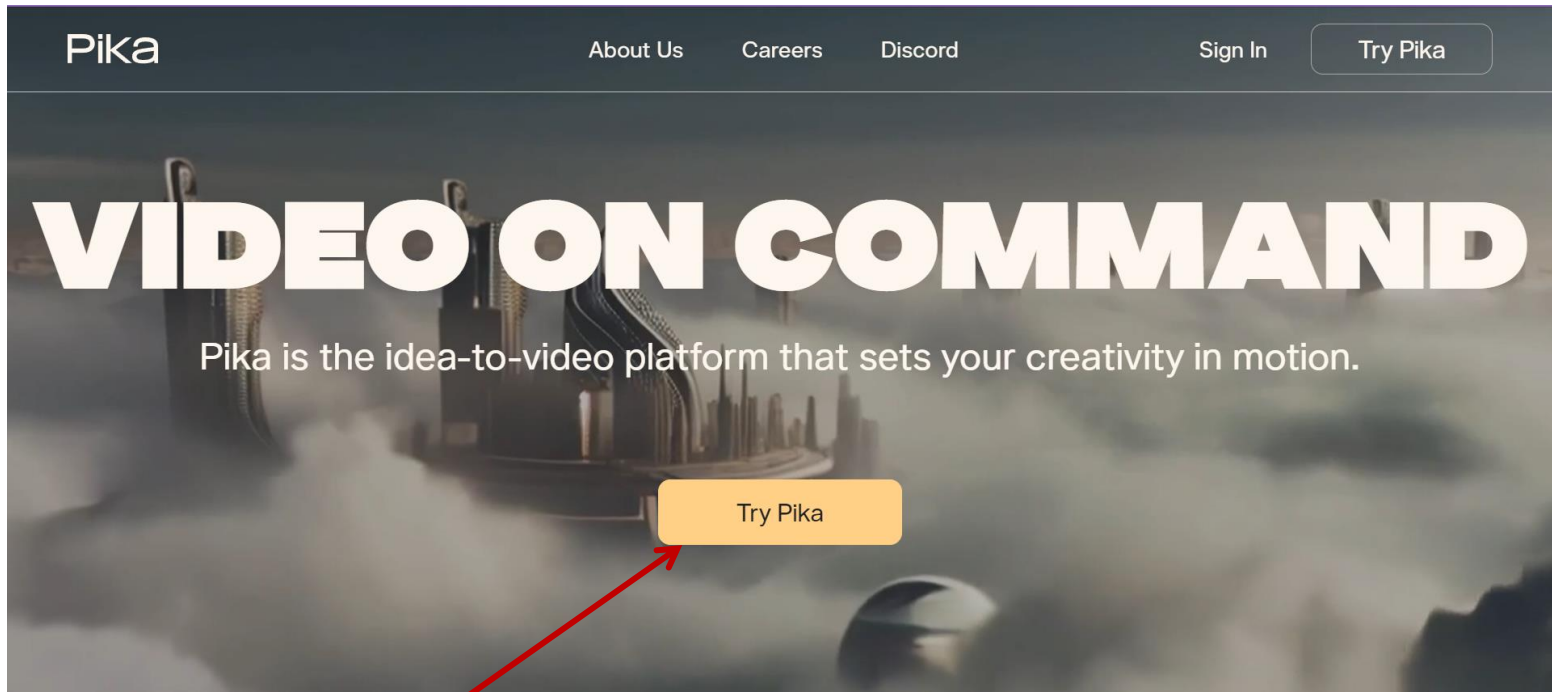 Pika
About Us Careers Discord
Sign In Try Pika
VIDEO ON COMMAND
Pika is the idea-to-video platform that sets your creativity in motion.
Try Pika